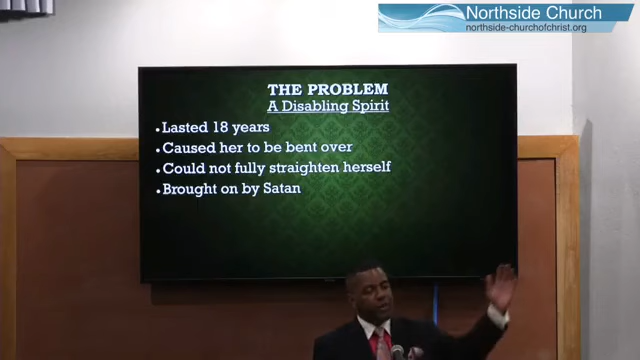 Northside Church
northside-churchofchrist.org
THE PROBLEM
A Disabling Spirit
• Lasted 18 years
• Caused her to be bent over
• Could not fully straighten herself
• Brought on by Satan